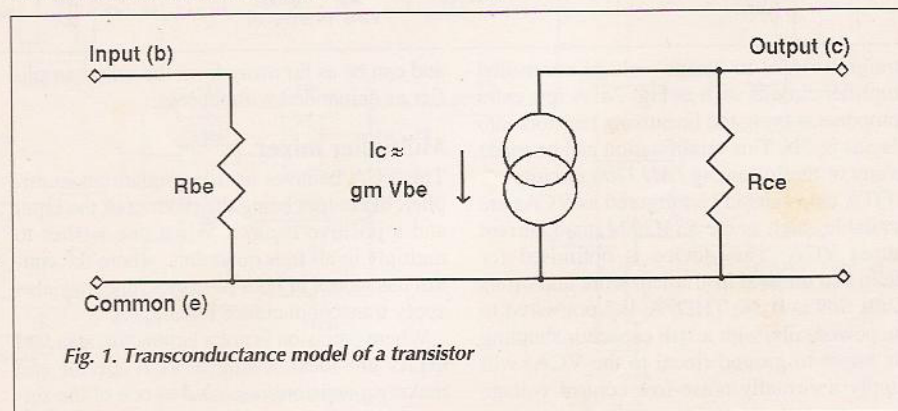 Input (b)
Output (c)
Rbe
Ic ≈
gm Vbe
Rce
Common (e)
Fig. 1. Transconductance model of a transistor